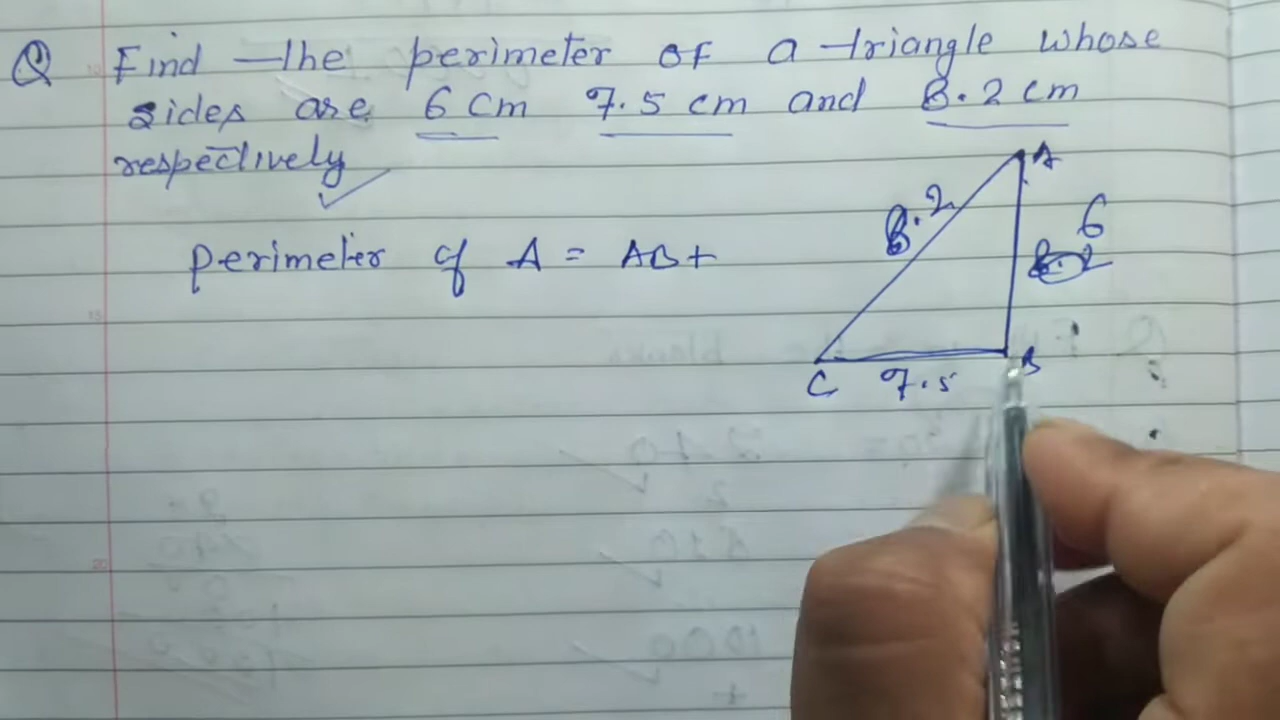 Q Find the perimeter of a triangle whose
sides are 6 cm 7.5 cm and 8.2 cm
respectively
A
8.2
6
perimeter of Δ = AB+
B
C
7.5